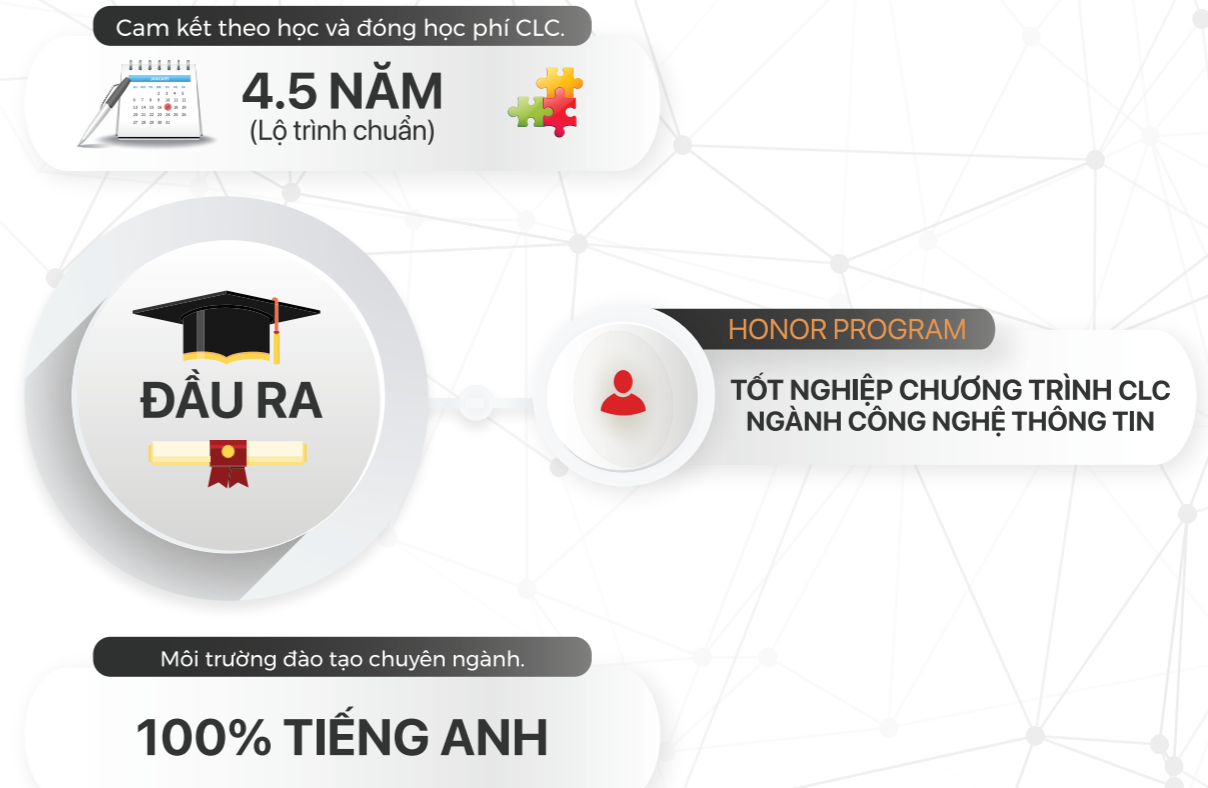 Cam kết theo học và đóng học phí CLC.
JANUARY
4.5 NĂM
(Lộ trình chuẩn)
ĐẦU RA
HONOR PROGRAM
TỐT NGHIỆP CHƯƠNG TRÌNH CLC
NGÀNH CÔNG NGHỆ THÔNG TIN
Môi trường đào tạo chuyên ngành.
100% TIẾNG ANH